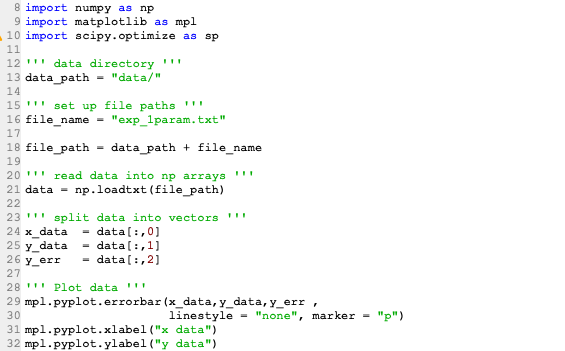 8 import numpy as np
9 import matplotlib as mpl
10 import scipy.optimize as sp
11
12 ''' data directory '''
13 data_path = "data/"
14
15 ''' set up file paths '''
16 file_name = "exp_1param.txt"
17
18 file_path = data_path + file_name
19
20 ''' read data into np arrays '''
21 data = np.loadtxt(file_path)
22
23 ''' split data into vectors '''
24 x_data  = data[:,0]
25 y_data  = data[:,1]
26 y_err   = data[:,2]
27
28 ''' Plot data '''
29 mpl.pyplot.errorbar(x_data,y_data,y_err ,
30                     linestyle = "none", marker = "p")
31 mpl.pyplot.xlabel("x data")
32 mpl.pyplot.ylabel("y data")